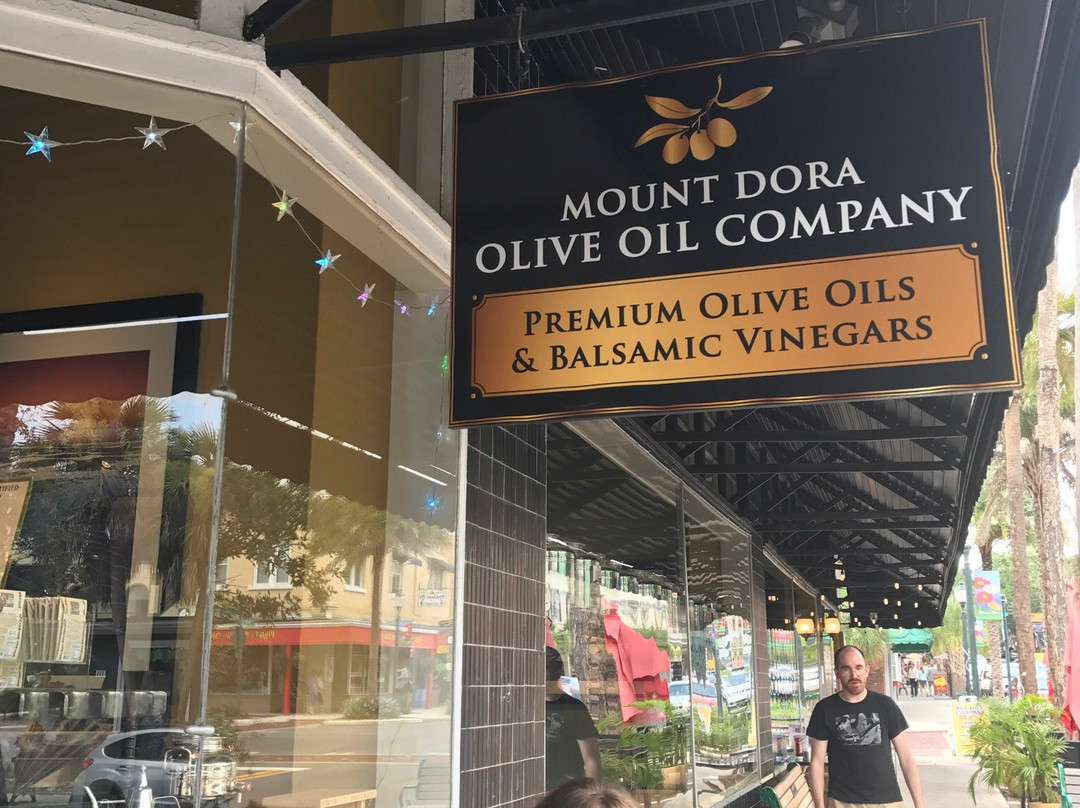 MOUNT DORA
OLIVE OIL COMPANY
PREMIUM OLIVE OILS
& BALSAMIC VINEGARS